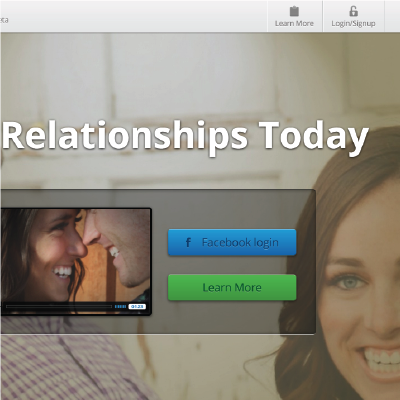 Learn More
Login/Signup
Relationships Today
f Facebook login
Learn More